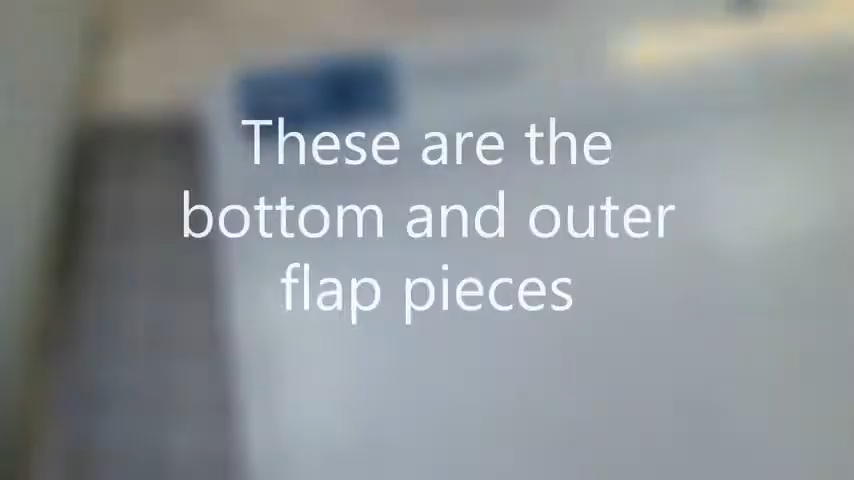 These are the
bottom and outer
flap pieces